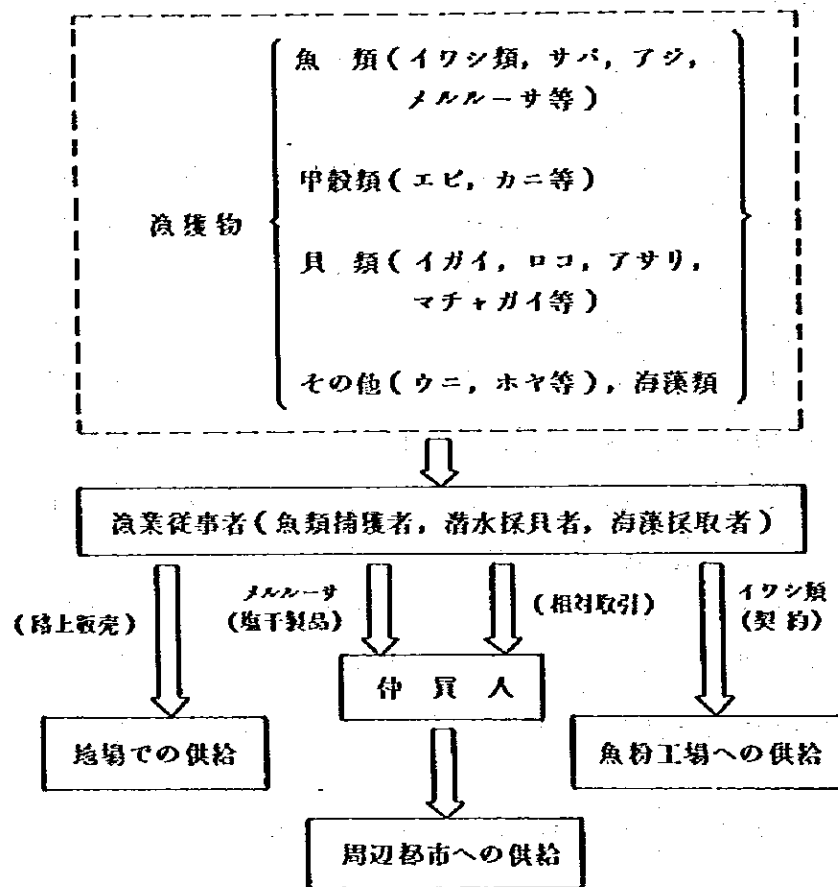 魚 類(イワシ類, サバ, アジ,
メルルーサ等)
甲殻類(エビ, カニ等)
漁獲物
貝 類(イガイ, ロコ, アサリ,
マチャガイ等)
その他(ウニ, ホヤ等), 海藻類
漁業従事者(魚類捕獲者, 潜水採貝者, 海藻採取者)
(路上販売)
メルルーサ
(塩干製品)
(相対取引)
イワシ類
(契約)
仲買人
地場での供給
魚粉工場への供給
周辺都市への供給